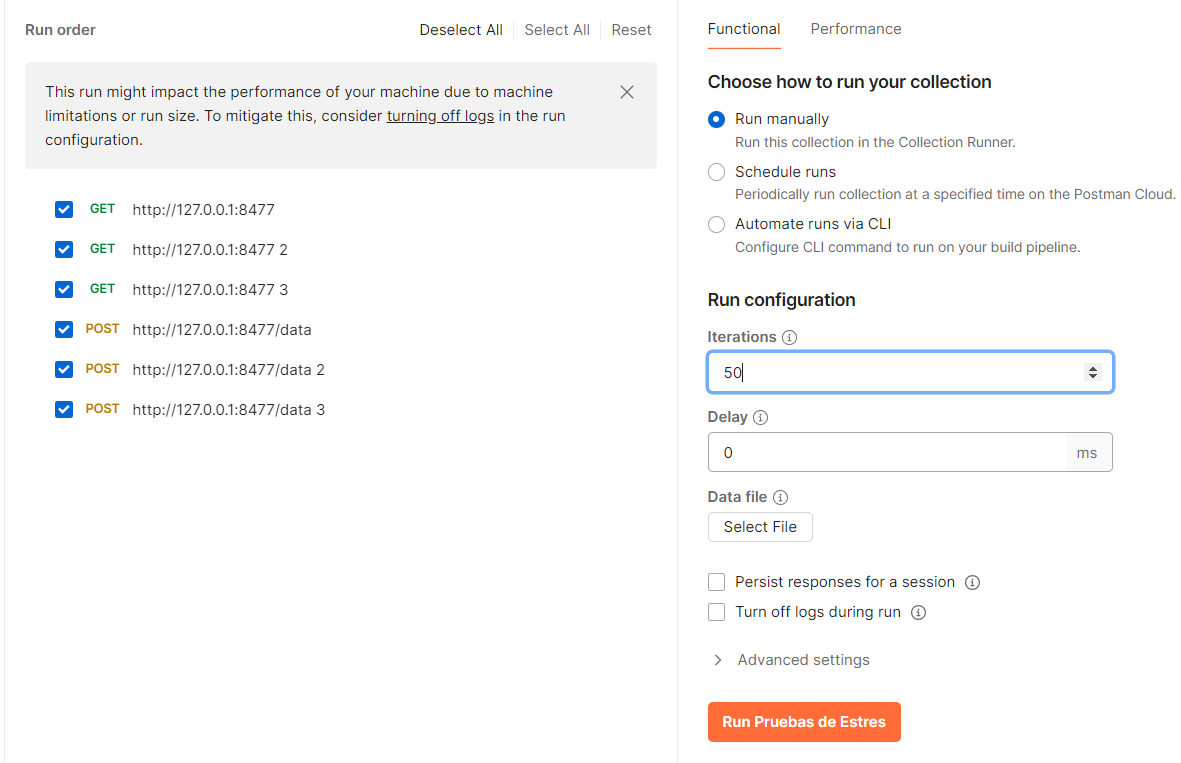 Run order
Deselect All
Select All
Reset
This run might impact the performance of your machine due to machine
limitations or run size. To mitigate this, consider turning off logs in the run
configuration.
GET http://127.0.0.1:8477
GET http://127.0.0.1:8477 2
GET http://127.0.0.1:8477 3
POST http://127.0.0.1:8477/data
POST http://127.0.0.1:8477/data 2
POST http://127.0.0.1:8477/data 3
Functional
Performance
Choose how to run your collection
Run manually
Run this collection in the Collection Runner.
Schedule runs
Periodically run collection at a specified time on the Postman Cloud.
Automate runs via CLI
Configure CLI command to run on your build pipeline.
Run configuration
Iterations
50
Delay
0 ms
Data file
Select File
Persist responses for a session
Turn off logs during run
Advanced settings
Run Pruebas de Estres